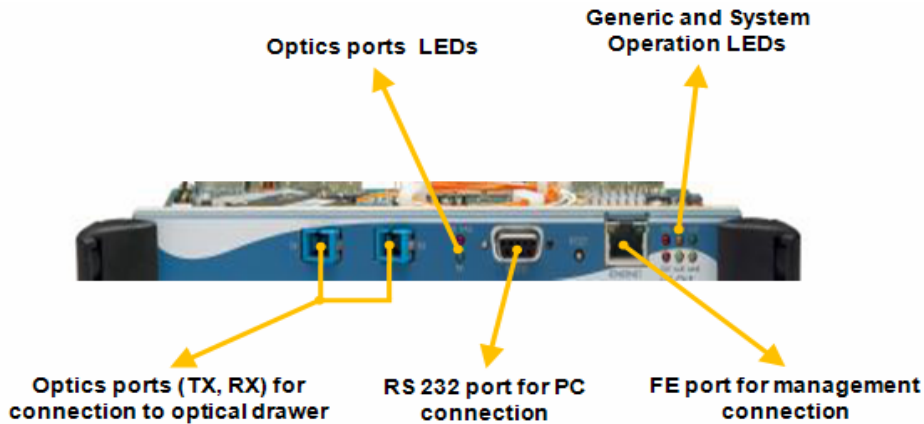 Generic and System
Operation LEDs
Optics ports LEDs
Optics ports (TX, RX) for
connection to optical drawer
RS 232 port for PC
connection
FE port for management
connection